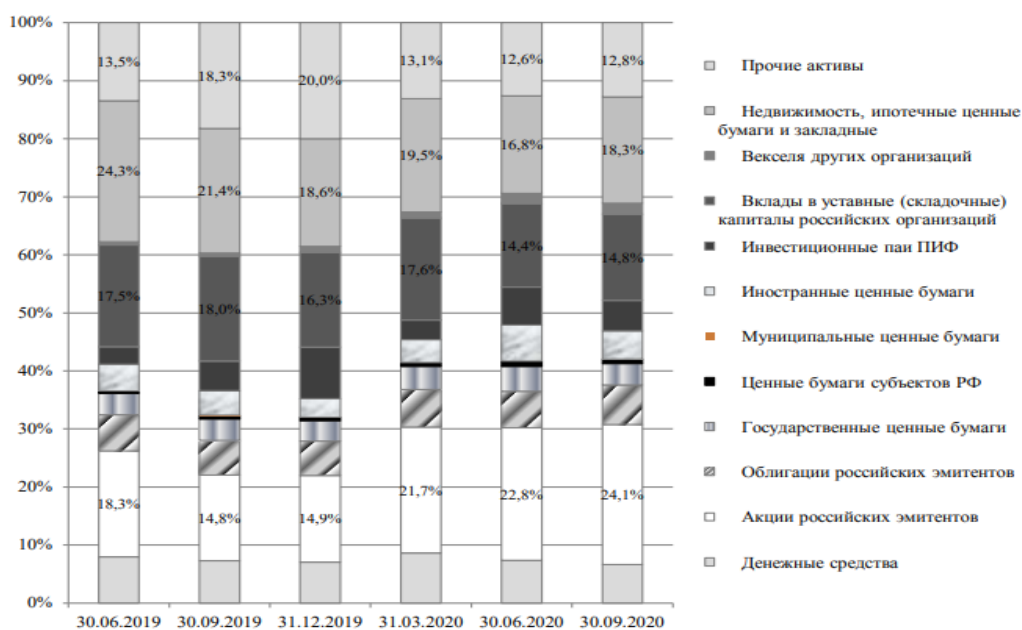 100%
90%
80%
70%
60%
50%
40%
30%
20%
10%
0%
13,5%
24,3%
17,5%
18,3%
18,3%
21,4%
18,0%
14,8%
20,0%
18,6%
16,3%
14,9%
13,1%
19,5%
17,6%
21,7%
12,6%
16,8%
14,4%
22,8%
12,8%
18,3%
14,8%
24,1%
30.06.2019 30.09.2019 31.12.2019 31.03.2020 30.06.2020 30.09.2020
Прочие активы
Недвижимость, ипотечные ценные
бумаги и закладные
Векселя других организаций
Вклады в уставные (складочные)
капиталы российских организаций
Инвестиционные паи ПИФ
Иностранные ценные бумаги
Муниципальные ценные бумаги
Ценные бумаги субъектов РФ
Государственные ценные бумаги
Облигации российских эмитентов
Акции российских эмитентов
Денежные средства